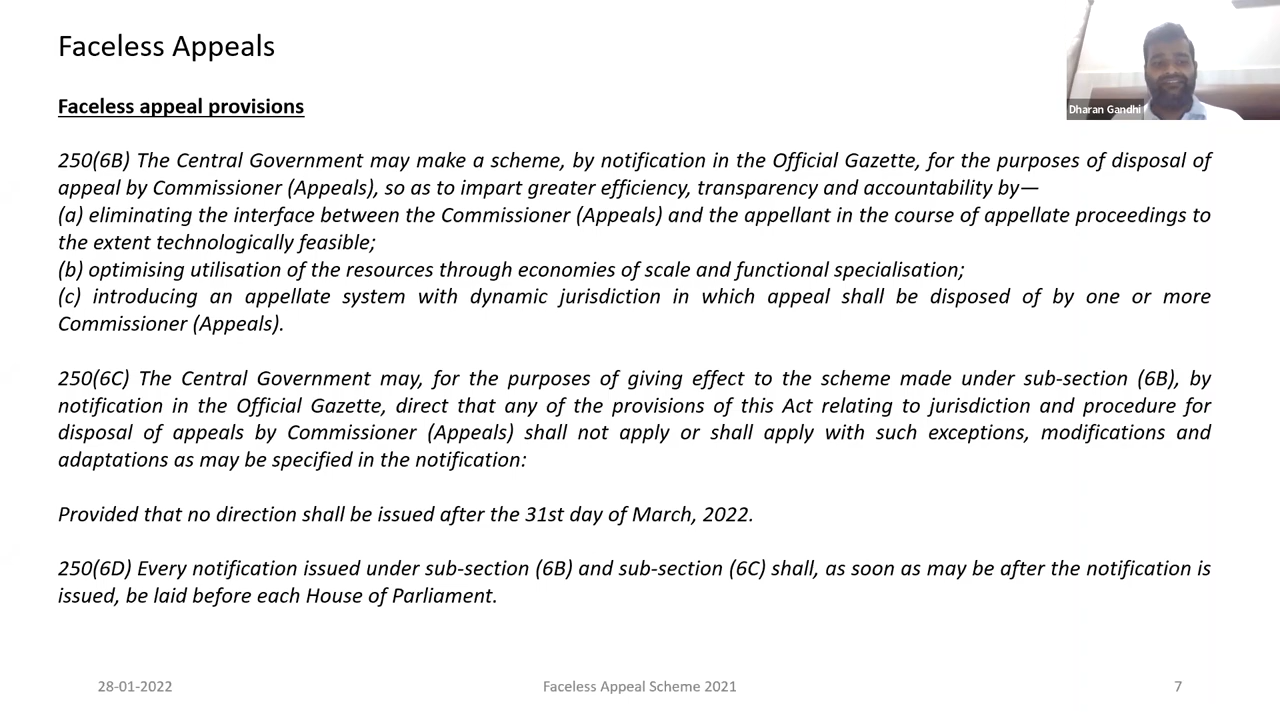 Faceless Appeals
Dharan Gandhi
Faceless appeal provisions
250(6B) The Central Government may make a scheme, by notification in the Official Gazette, for the purposes of disposal of
appeal by Commissioner (Appeals), so as to impart greater efficiency, transparency and accountability by—
(a) eliminating the interface between the Commissioner (Appeals) and the appellant in the course of appellate proceedings to
the extent technologically feasible;
(b) optimising utilisation of the resources through economies of scale and functional specialisation;
(c) introducing an appellate system with dynamic jurisdiction in which appeal shall be disposed of by one or more
Commissioner (Appeals).
250(6C) The Central Government may, for the purposes of giving effect to the scheme made under sub-section (6B), by
notification in the Official Gazette, direct that any of the provisions of this Act relating to jurisdiction and procedure for
disposal of appeals by Commissioner (Appeals) shall not apply or shall apply with such exceptions, modifications and
adaptations as may be specified in the notification:
Provided that no direction shall be issued after the 31st day of March, 2022.
250(6D) Every notification issued under sub-section (6B) and sub-section (6C) shall, as soon as may be after the notification is
issued, be laid before each House of Parliament.
28-01-2022
Faceless Appeal Scheme 2021
7